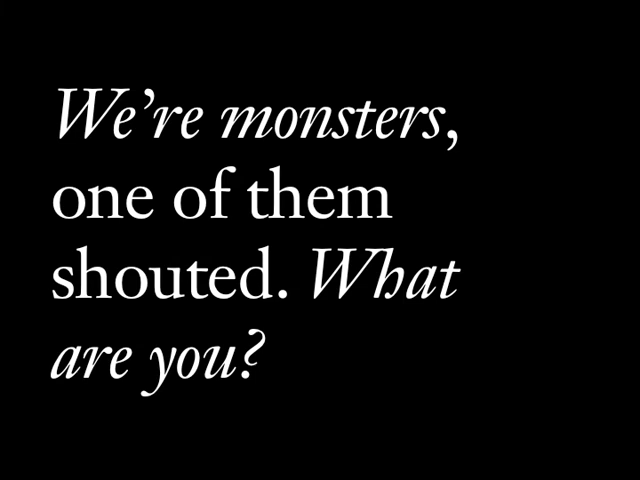 We’re monsters,
one of them
shouted. What
are you?